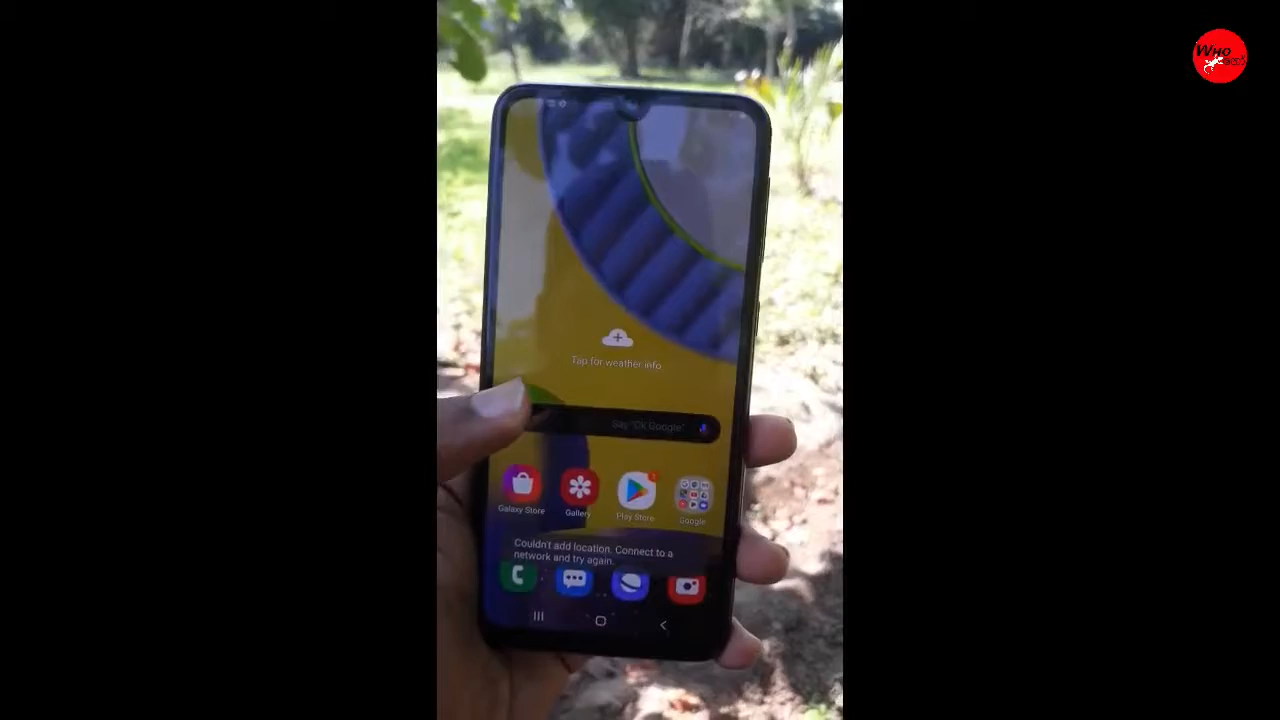 WHO
Tap for weather info
Say "Ok Google"
Galaxy Store
Gallery
Play Store
Google
Couldn't add location. Connect to a
network and try again.